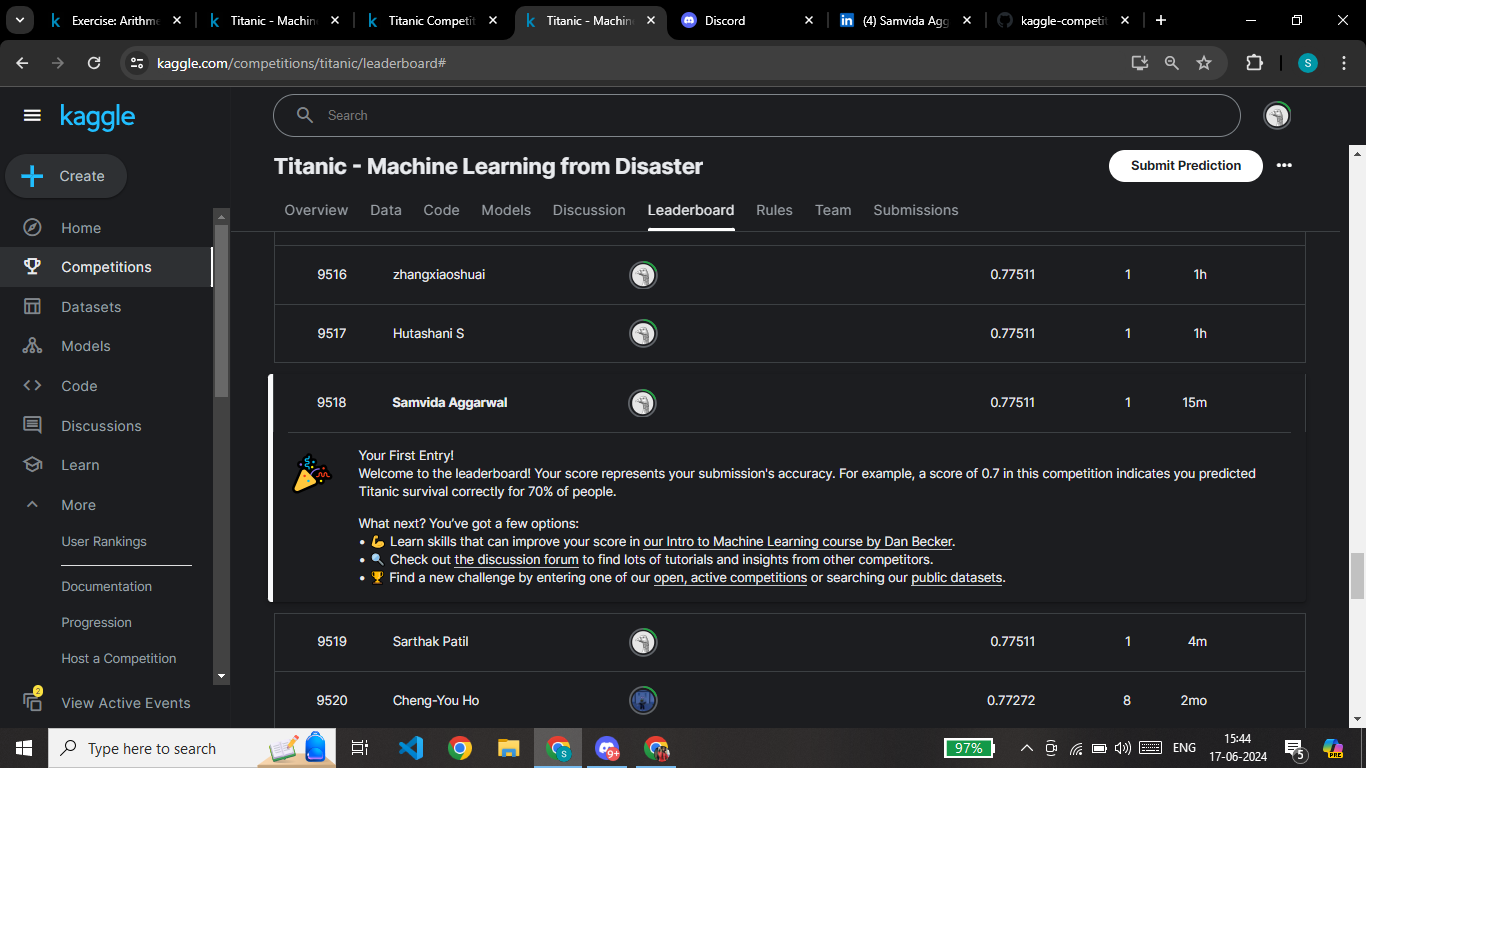 Exercise: Arithme
Titanic - Machin
Titanic Competit
Titanic - Machin
Discord
(4) Samvida Agg
kaggle-competit
kaggle.com/competitions/titanic/leaderboard#
S
kaggle
Search
Create
Titanic - Machine Learning from Disaster
Submit Prediction
Overview Data Code Models Discussion Leaderboard Rules Team Submissions
Home
Competitions
Datasets
Models
Code
Discussions
Learn
More
User Rankings
Documentation
Progression
Host a Competition
2
View Active Events
9516 zhangxiaoshuai 0.77511 1 1h
9517 Hutashani S 0.77511 1 1h
9518 Samvida Aggarwal 0.77511 1 15m
Your First Entry!
Welcome to the leaderboard! Your score represents your submission's accuracy. For example, a score of 0.7 in this competition indicates you predicted
Titanic survival correctly for 70% of people.
What next? You've got a few options:
• 💪 Learn skills that can improve your score in our Intro to Machine Learning course by Dan Becker.
• 🔍 Check out the discussion forum to find lots of tutorials and insights from other competitors.
• 🏆 Find a new challenge by entering one of our open, active competitions or searching our public datasets.
9519 Sarthak Patil 0.77511 1 4m
9520 Cheng-You Ho 0.77272 8 2mo
Type here to search
S
9+
97%
ENG
15:44
17-06-2024
5
PRE